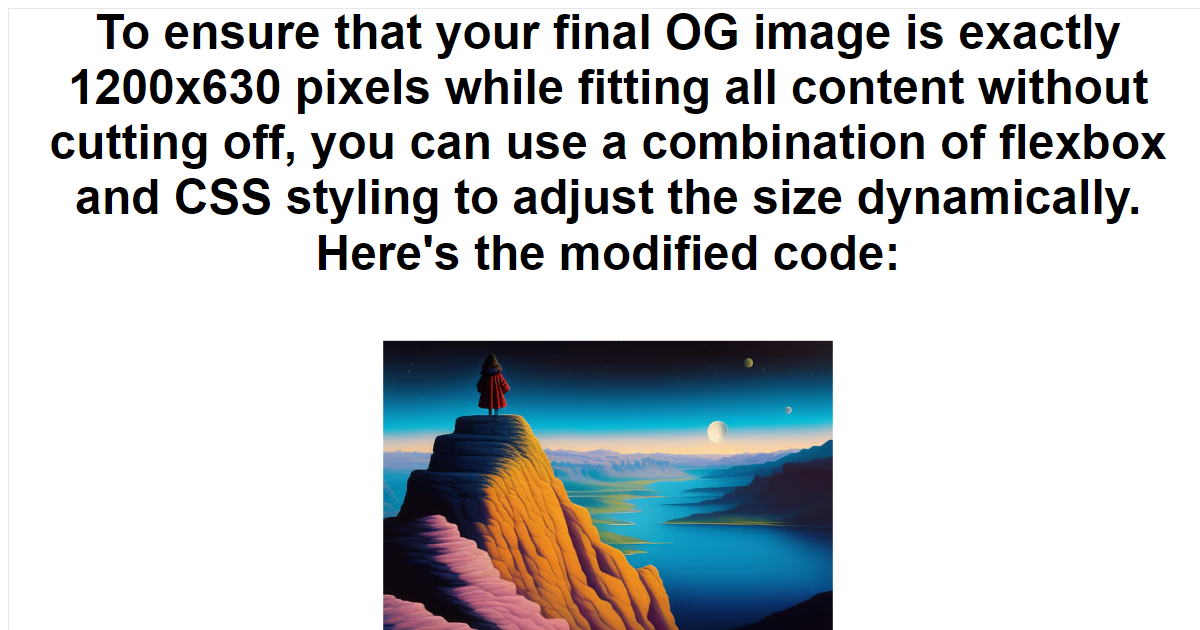 To ensure that your final OG image is exactly
1200x630 pixels while fitting all content without
cutting off, you can use a combination of flexbox
and CSS styling to adjust the size dynamically.
Here's the modified code: